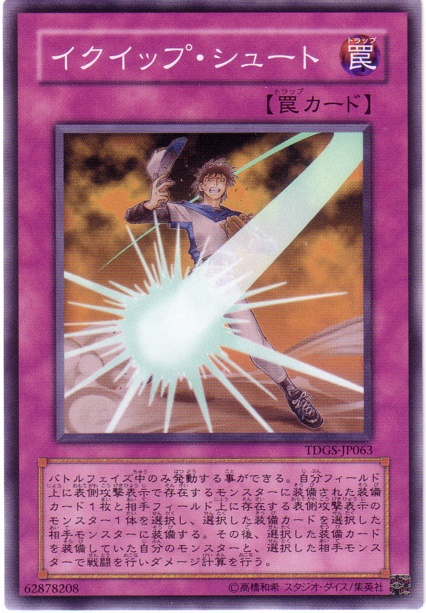 イクイップ・シュート
トラップ
罠
トラップ
【罠カード】
TDGS-JP063
バトルフェイズ中のみ発動する事ができる。自分フィールド
上に表側攻撃表示で存在するモンスターに装備された装備
カード1枚と相手フィールド上に存在する表側攻撃表示の
モンスター1体を選択し、選択した装備カードを選択した
相手モンスターに装備する。その後、選択した装備カード
を装備していた自分のモンスターと、選択した相手モンス
ターで戦闘を行いダメージ計算を行う。
62878208
©高橋和希 スタジオ・ダイス/集英社